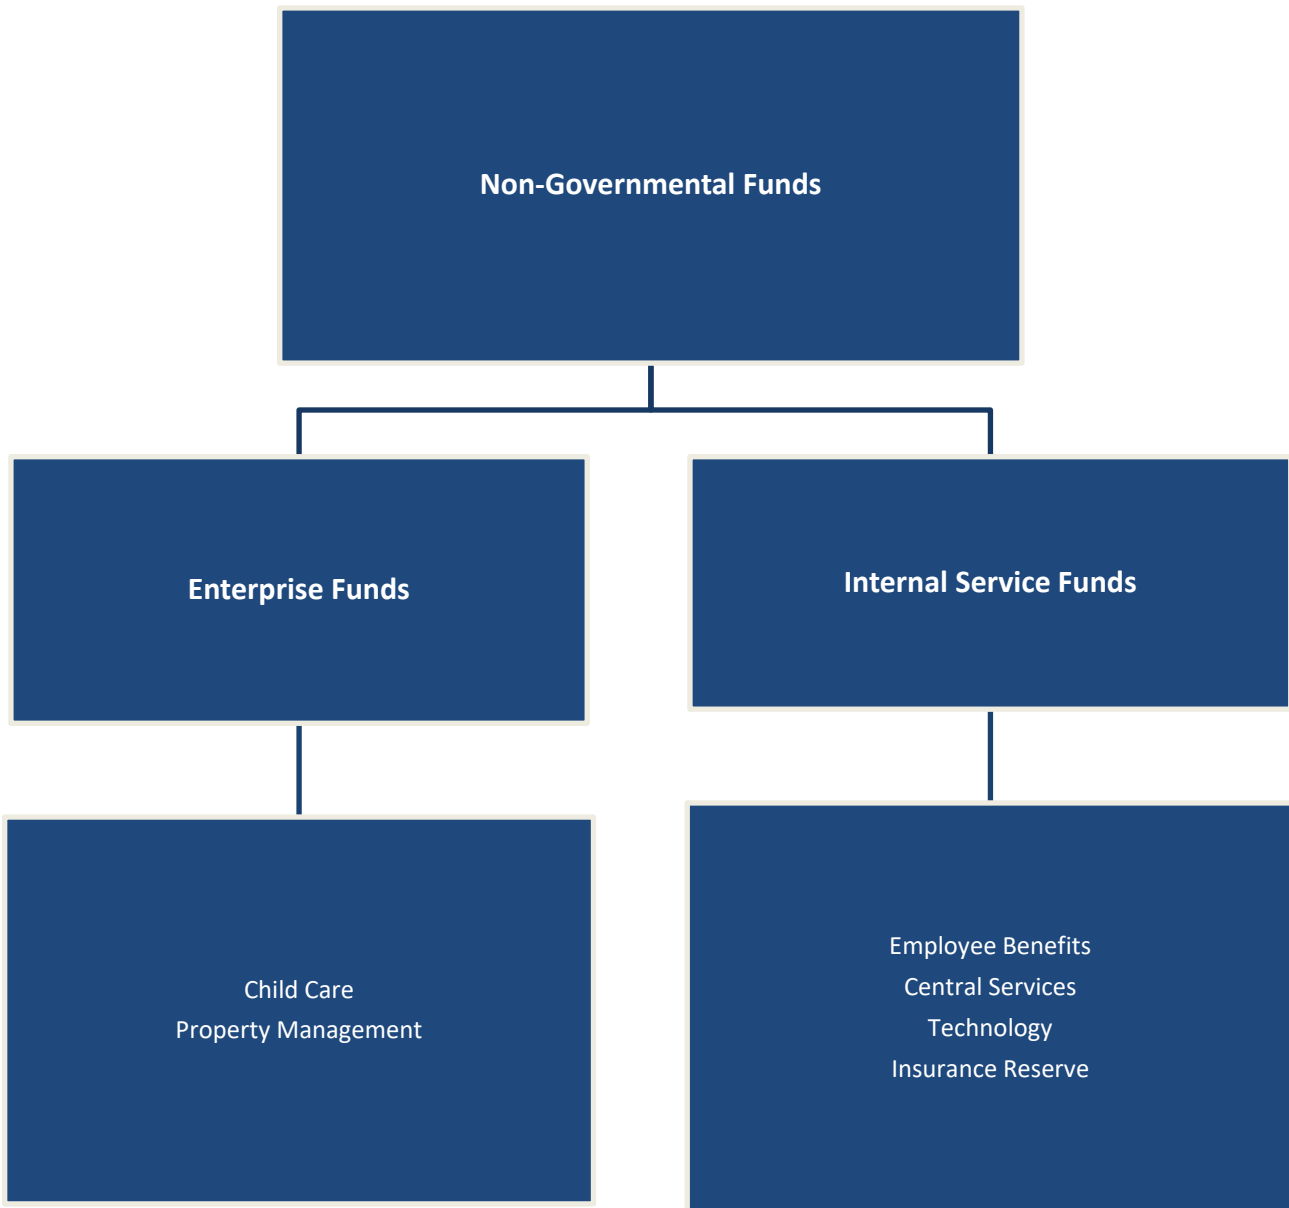 Non-Governmental Funds
Enterprise Funds
Internal Service Funds
Child Care
Property Management
Employee Benefits
Central Services
Technology
Insurance Reserve